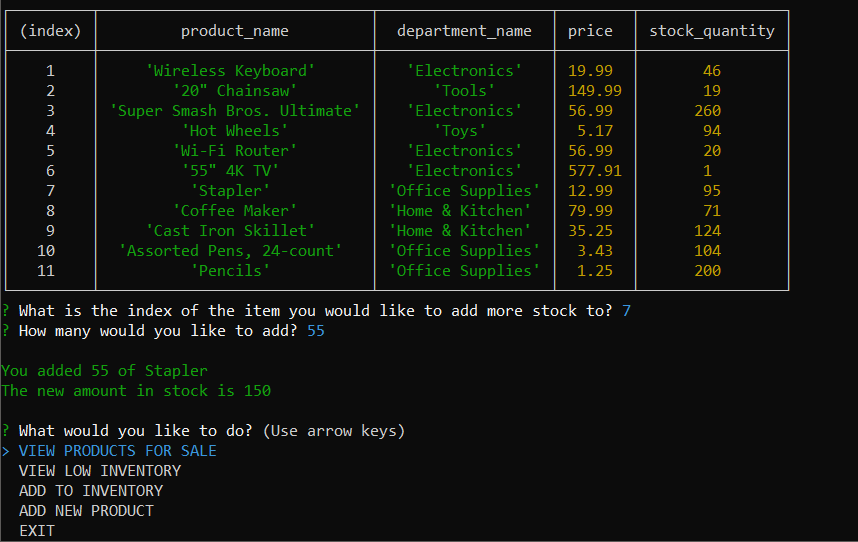 (index) product_name department_name price stock_quantity
1 'Wireless Keyboard' 'Electronics' 19.99 46
2 '20" Chainsaw' 'Tools' 149.99 19
3 'Super Smash Bros. Ultimate' 'Electronics' 56.99 260
4 'Hot Wheels' 'Toys' 5.17 94
5 'Wi-Fi Router' 'Electronics' 56.99 20
6 '55" 4K TV' 'Electronics' 577.91 1
7 'Stapler' 'Office Supplies' 12.99 95
8 'Coffee Maker' 'Home & Kitchen' 79.99 71
9 'Cast Iron Skillet' 'Home & Kitchen' 35.25 124
10 'Assorted Pens, 24-count' 'Office Supplies' 3.43 104
11 'Pencils' 'Office Supplies' 1.25 200
? What is the index of the item you would like to add more stock to? 7
? How many would you like to add? 55
You added 55 of Stapler
The new amount in stock is 150
? What would you like to do? (Use arrow keys)
> VIEW PRODUCTS FOR SALE
VIEW LOW INVENTORY
ADD TO INVENTORY
ADD NEW PRODUCT
EXIT